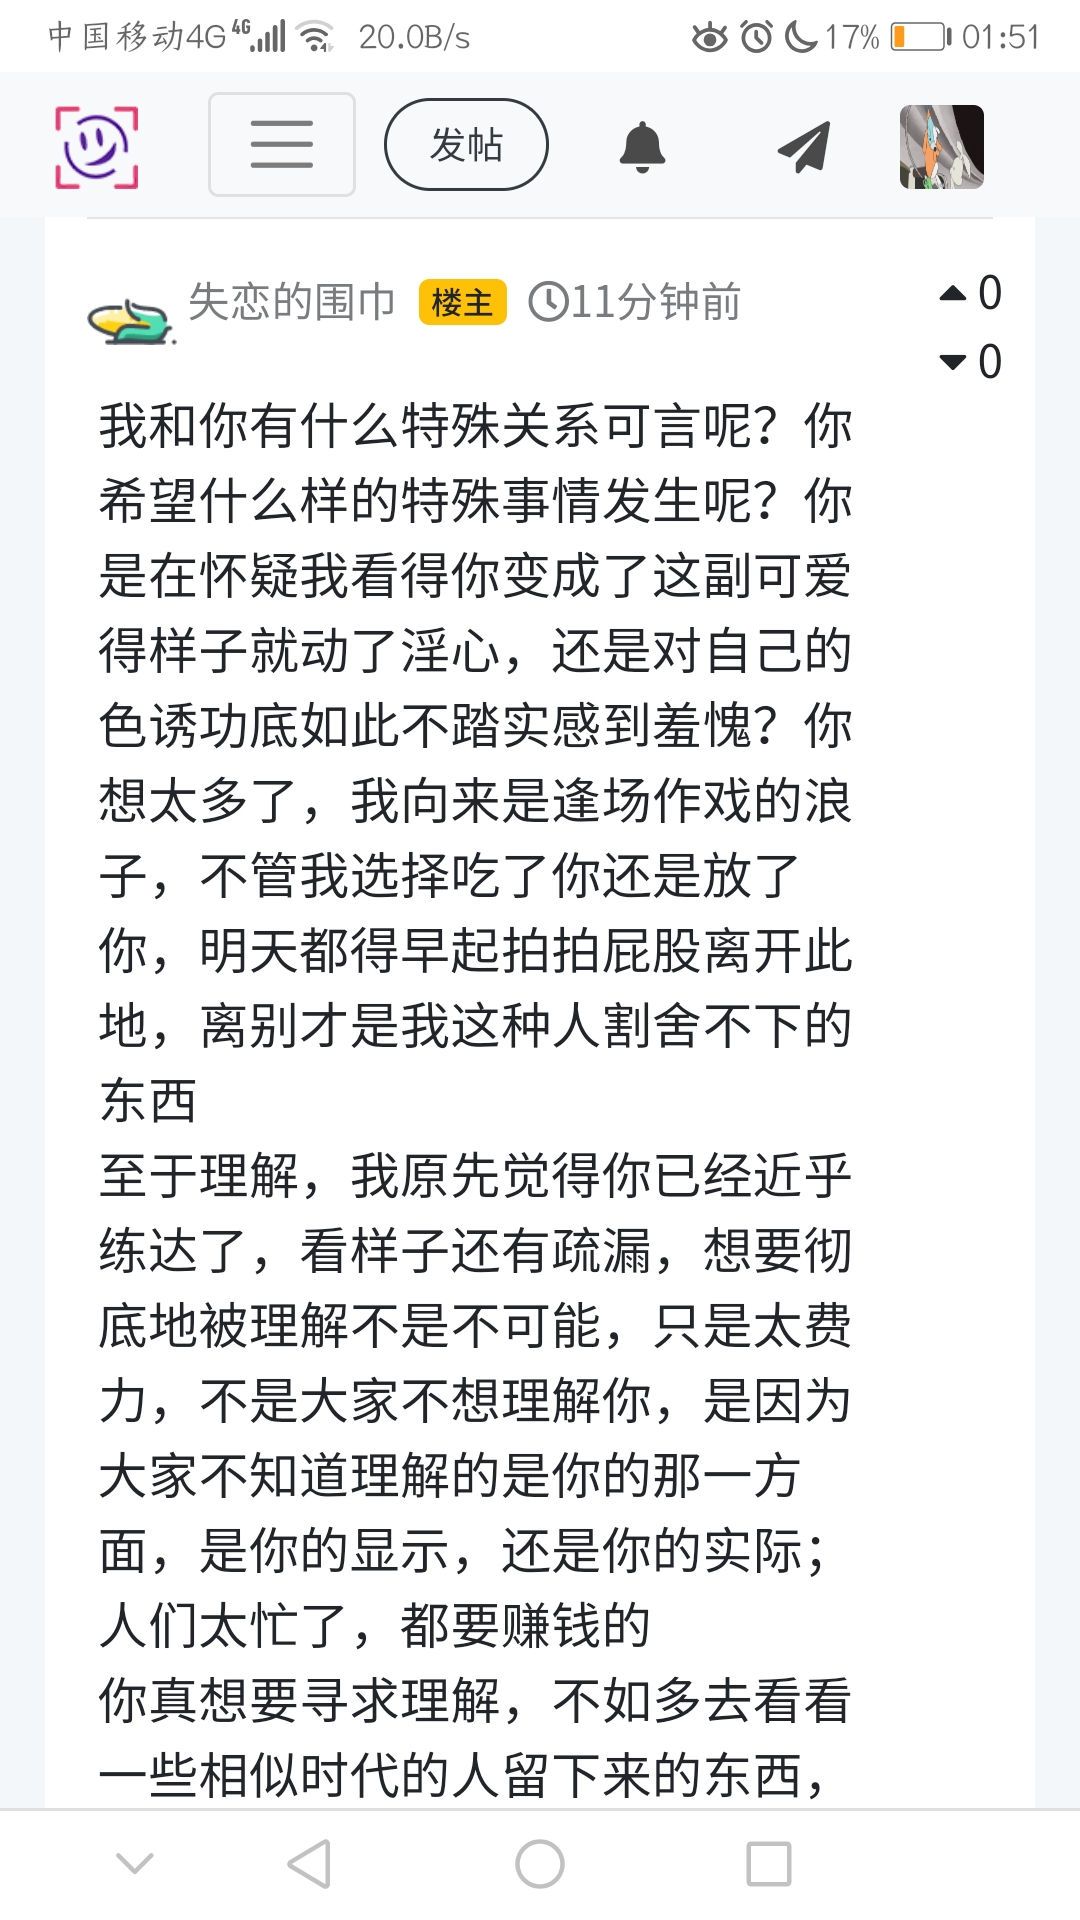 中国移动4G 4G 20.0B/s 17% 01:51
发帖
失恋的围巾 楼主 11分钟前 0
0
我和你有什么特殊关系可言呢？你
希望什么样的特殊事情发生呢？你
是在怀疑我看得你变成了这副可爱
得样子就动了淫心，还是对自己的
色诱功底如此不踏实感到羞愧？你
想太多了，我向来是逢场作戏的浪
子，不管我选择吃了你还是放了
你，明天都得早起拍拍屁股离开此
地，离别才是我这种人割舍不下的
东西
至于理解，我原先觉得你已经近乎
练达了，看样子还有疏漏，想要彻
底地被理解不是不可能，只是太费
力，不是大家不想理解你，是因为
大家不知道理解的是你的那一方
面，是你的显示，还是你的实际；
人们太忙了，都要赚钱的
你真想要寻求理解，不如多去看看
一些相似时代的人留下来的东西，